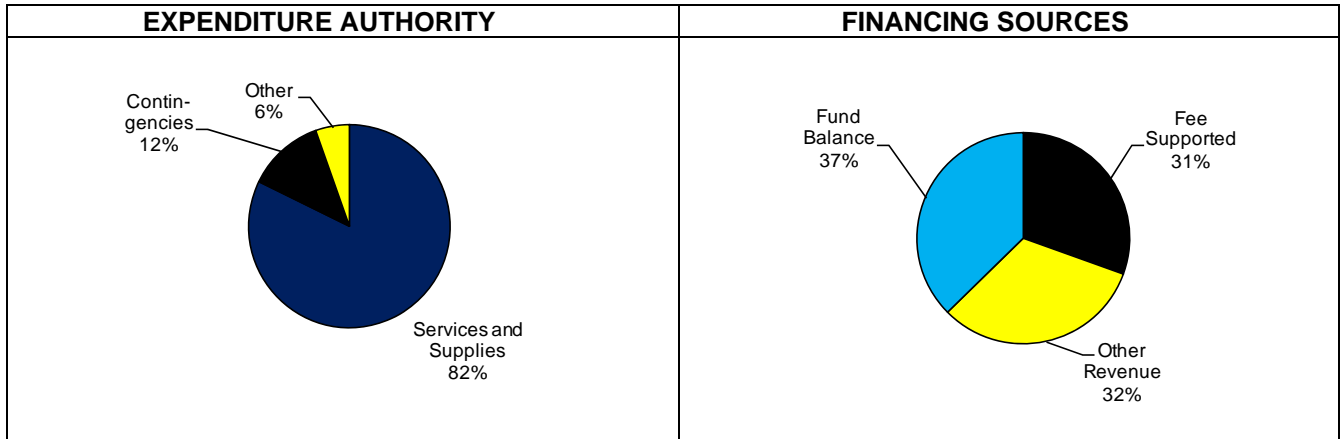 EXPENDITURE AUTHORITY
FINANCING SOURCES
Other
6%
Contin-
gencies
12%
Services and
Supplies
82%
Fund
Balance
37%
Fee
Supported
31%
Other
Revenue
32%